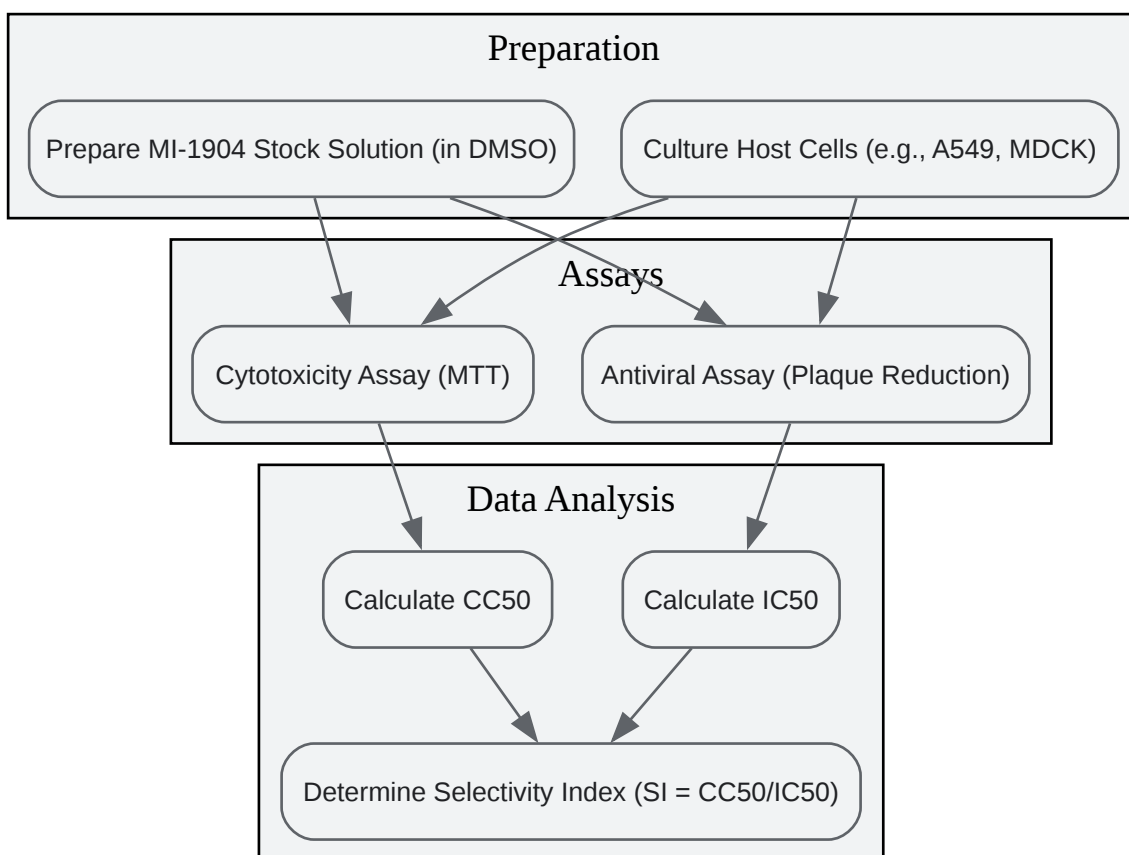 Preparation
Prepare MI-1904 Stock Solution (in DMSO)
Culture Host Cells (e.g., A549, MDCK)
Assays
Cytotoxicity Assay (MTT)
Antiviral Assay (Plaque Reduction)
Data Analysis
Calculate CC50
Calculate IC50
Determine Selectivity Index (SI = CC50/IC50)